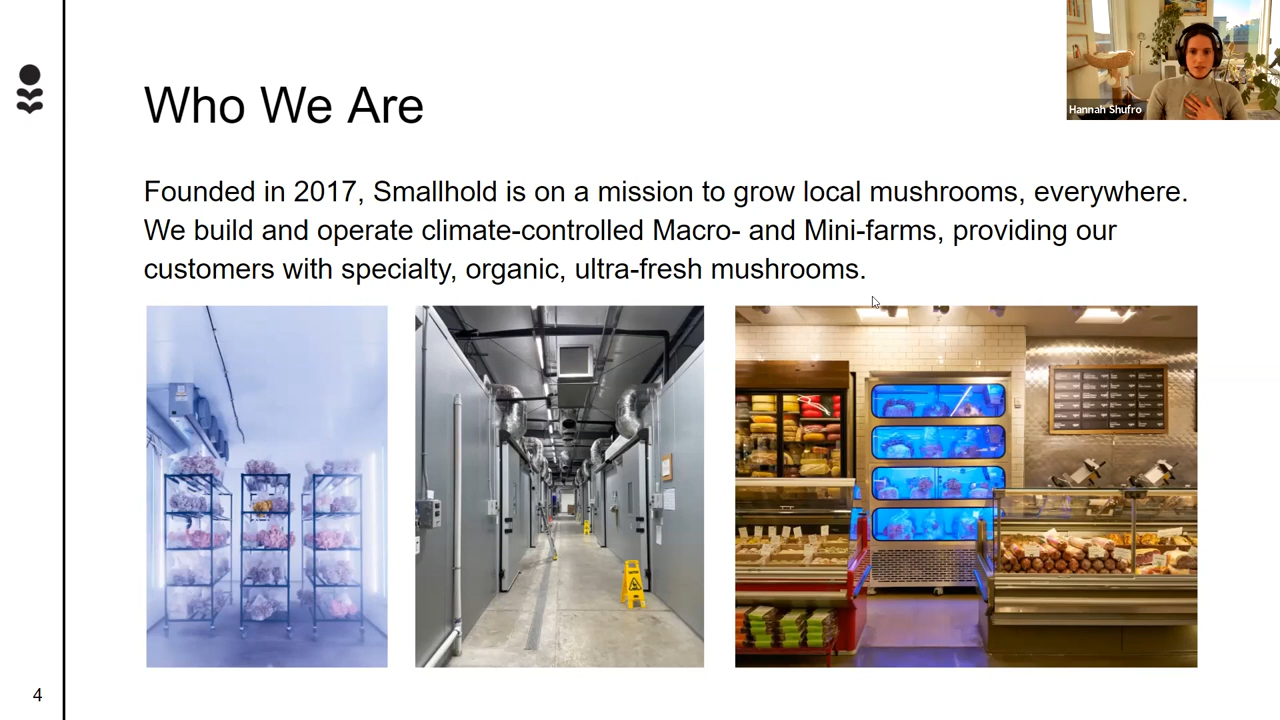 Who We Are
Hannah Shufro
Founded in 2017, Smallhold is on a mission to grow local mushrooms, everywhere.
We build and operate climate-controlled Macro- and Mini-farms, providing our
customers with specialty, organic, ultra-fresh mushrooms.
4